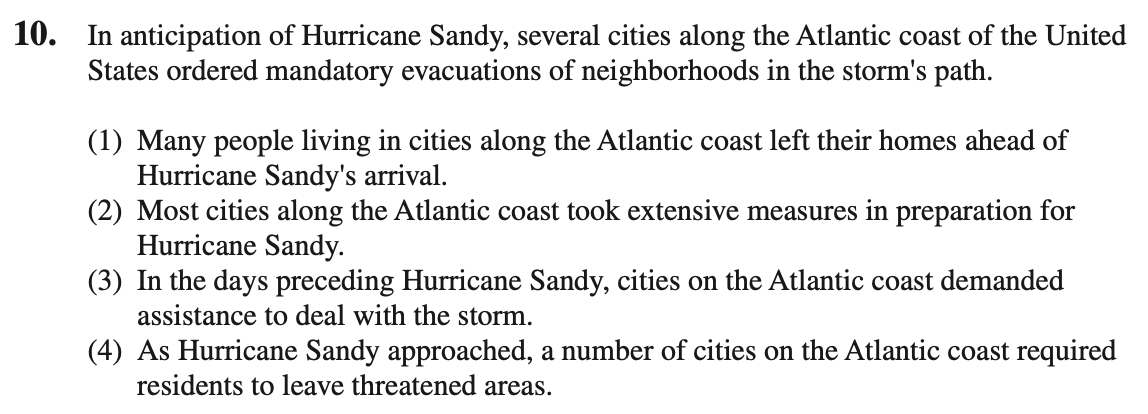 10. In anticipation of Hurricane Sandy, several cities along the Atlantic coast of the United
States ordered mandatory evacuations of neighborhoods in the storm's path.
(1) Many people living in cities along the Atlantic coast left their homes ahead of
Hurricane Sandy's arrival.
(2) Most cities along the Atlantic coast took extensive measures in preparation for
Hurricane Sandy.
(3) In the days preceding Hurricane Sandy, cities on the Atlantic coast demanded
assistance to deal with the storm.
(4) As Hurricane Sandy approached, a number of cities on the Atlantic coast required
residents to leave threatened areas.